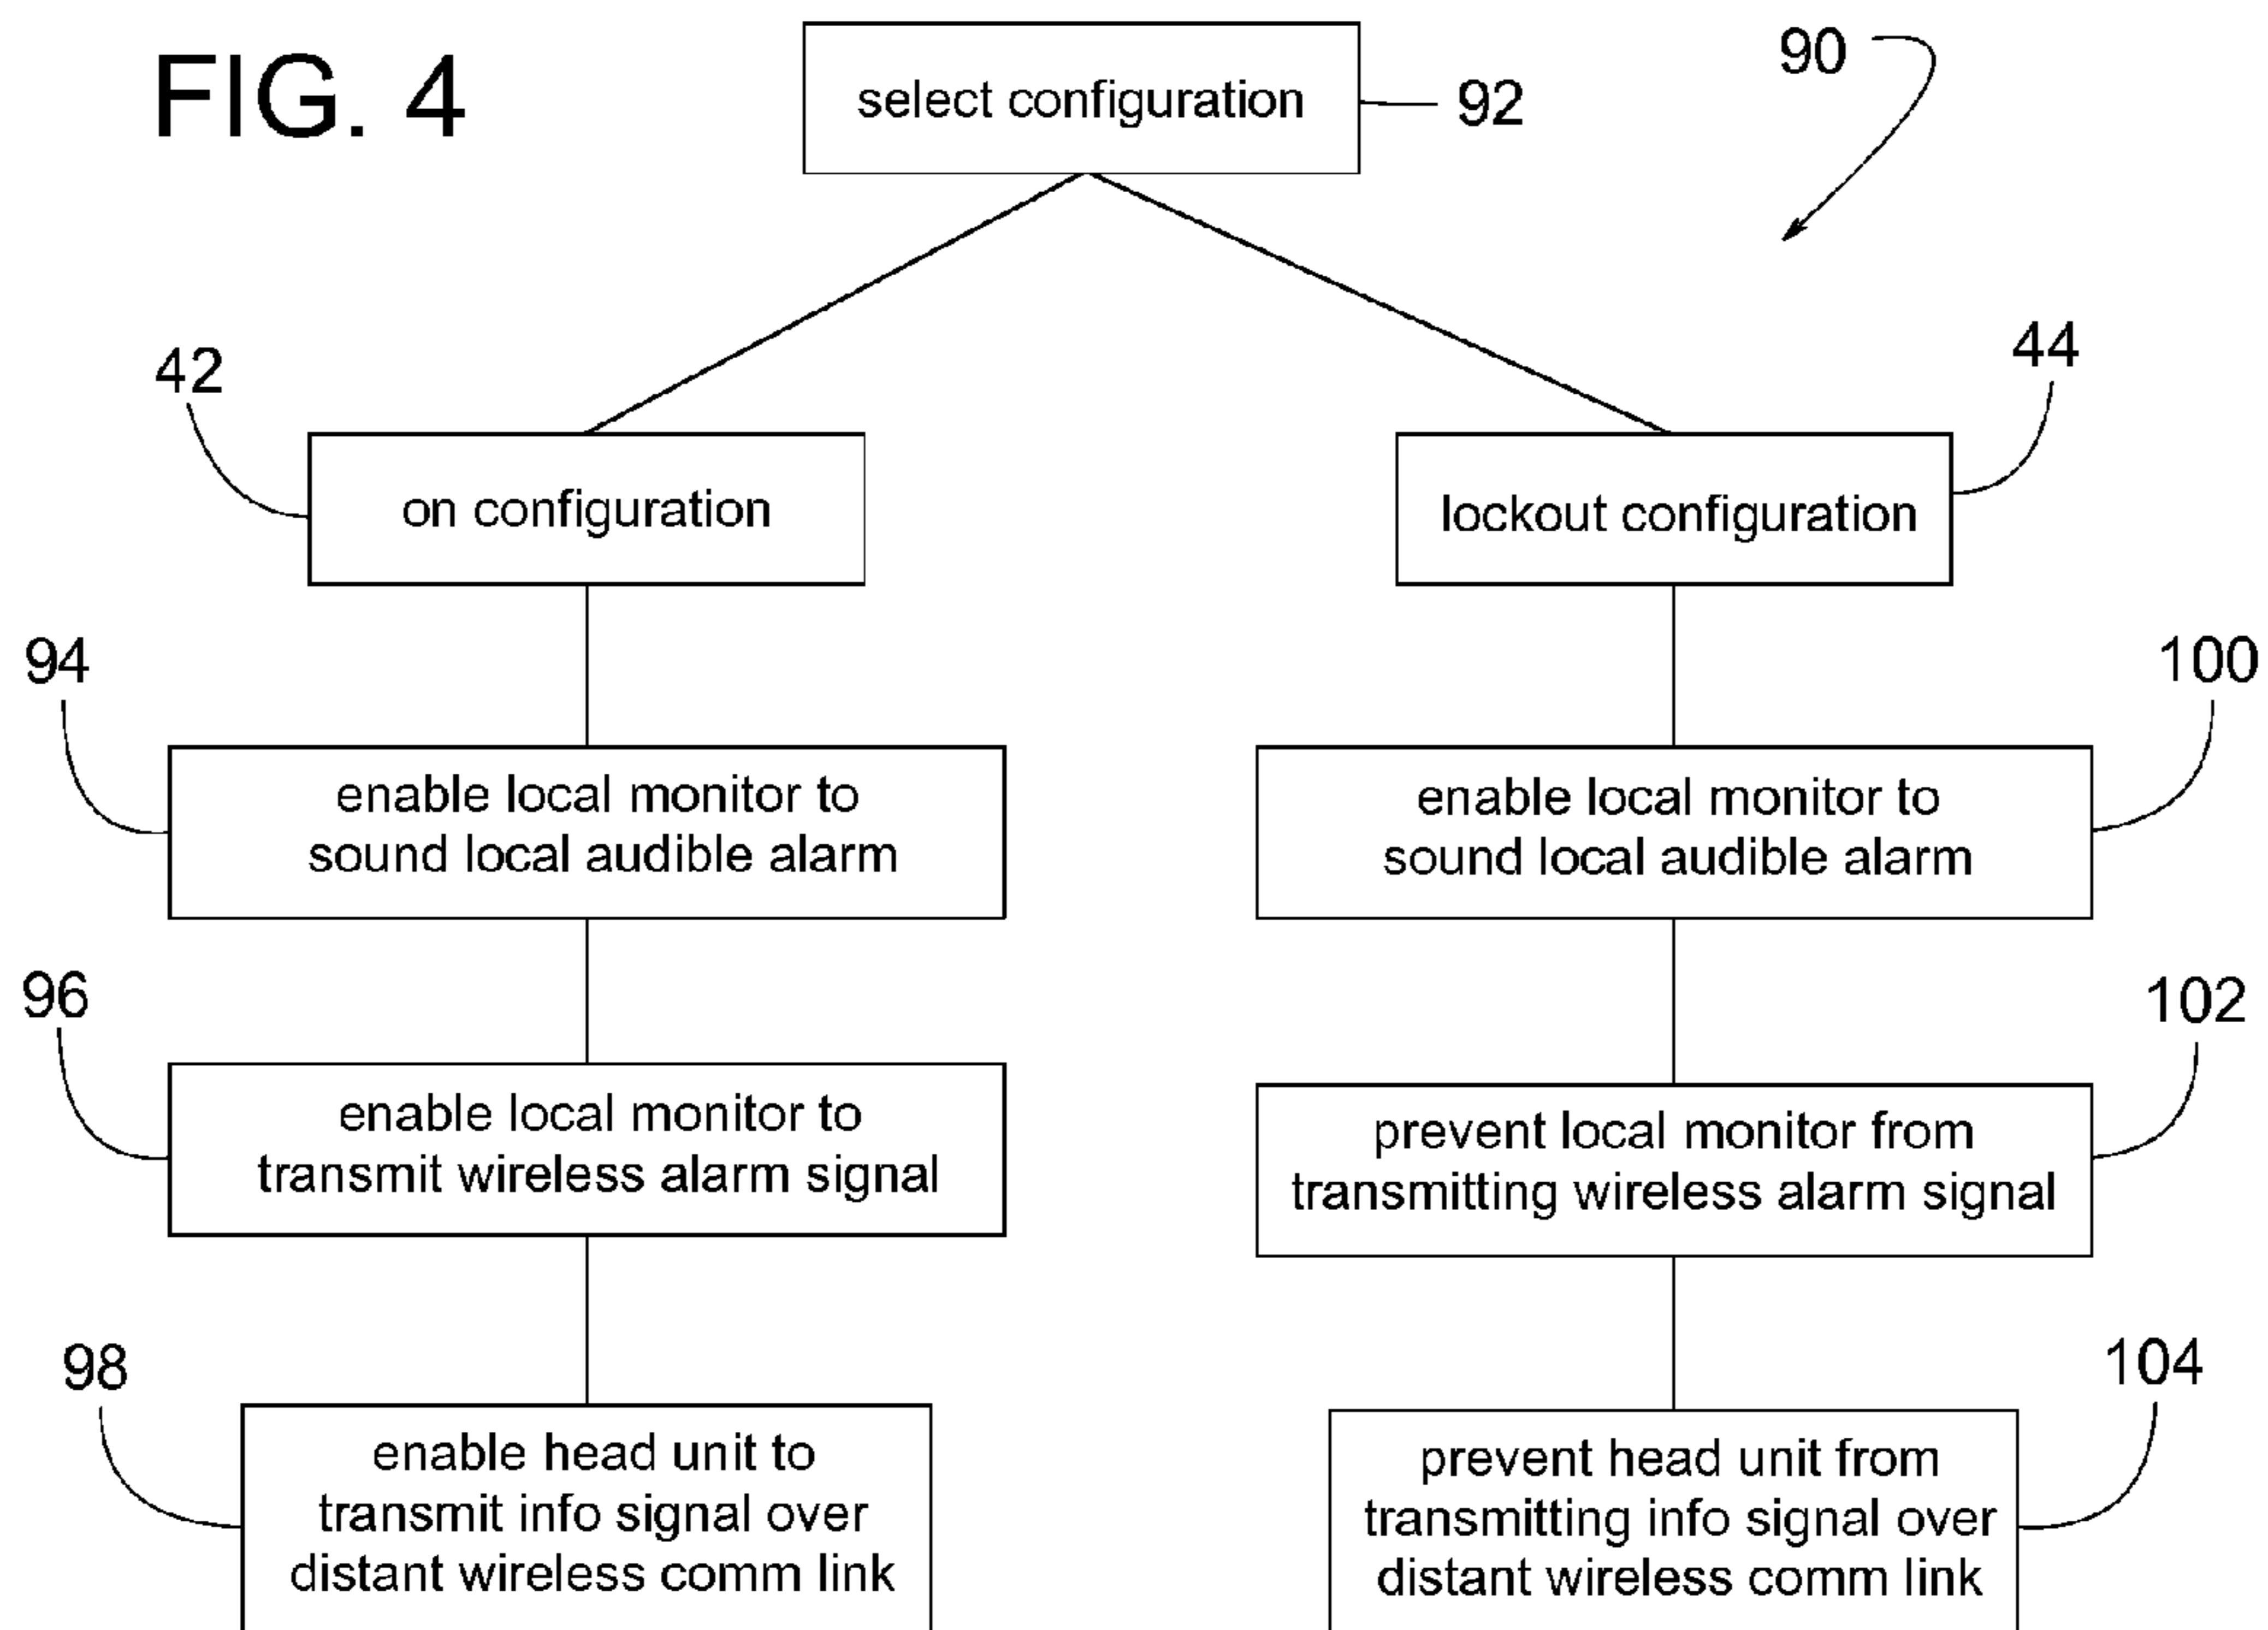 FIG. 4
select configuration
92
90
42
on configuration
44
lockout configuration
94
enable local monitor to
sound local audible alarm
100
enable local monitor to
sound local audible alarm
96
enable local monitor to
transmit wireless alarm signal
102
prevent local monitor from
transmitting wireless alarm signal
98
enable head unit to
transmit info signal over
distant wireless comm link
104
prevent head unit from
transmitting info signal over
distant wireless comm link